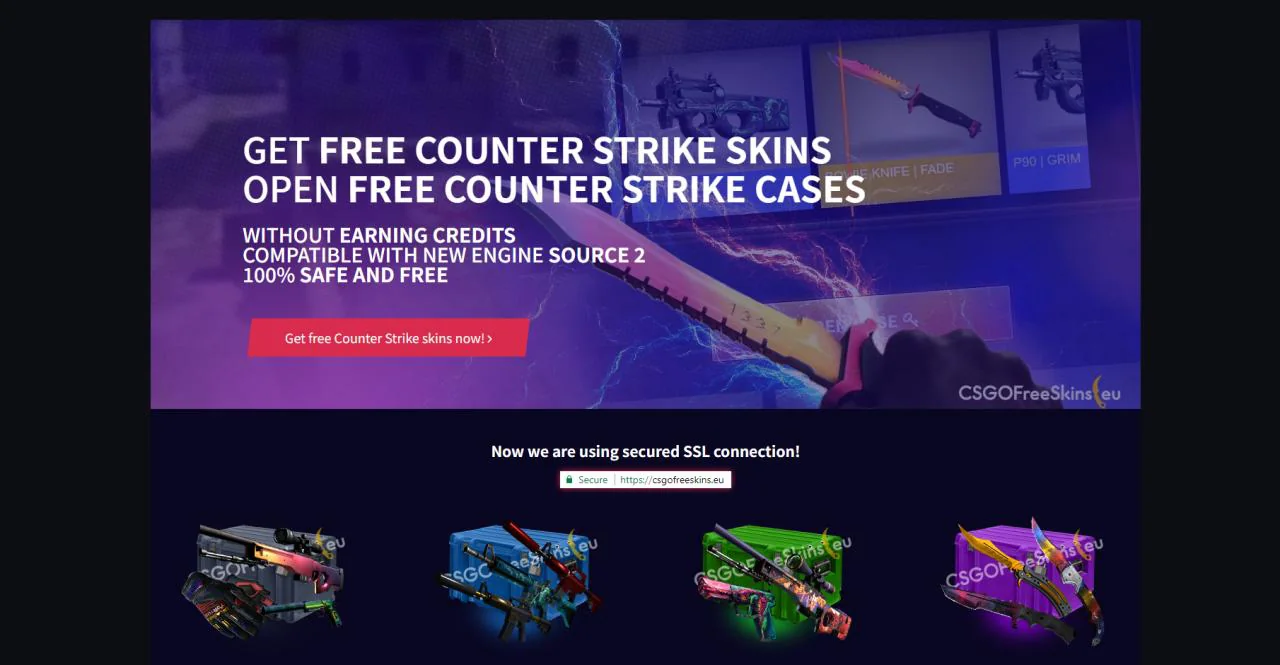 P90 | GRIM
BOWIE KNIFE | FADE
GET FREE COUNTER STRIKE SKINS
OPEN FREE COUNTER STRIKE CASES
WITHOUT EARNING CREDITS
COMPATIBLE WITH NEW ENGINE SOURCE 2
100% SAFE AND FREE
1337
Get free Counter Strike skins now! >
CSGOFreeSkins.eu
Now we are using secured SSL connection!
Secure | https://csgofreeskins.eu